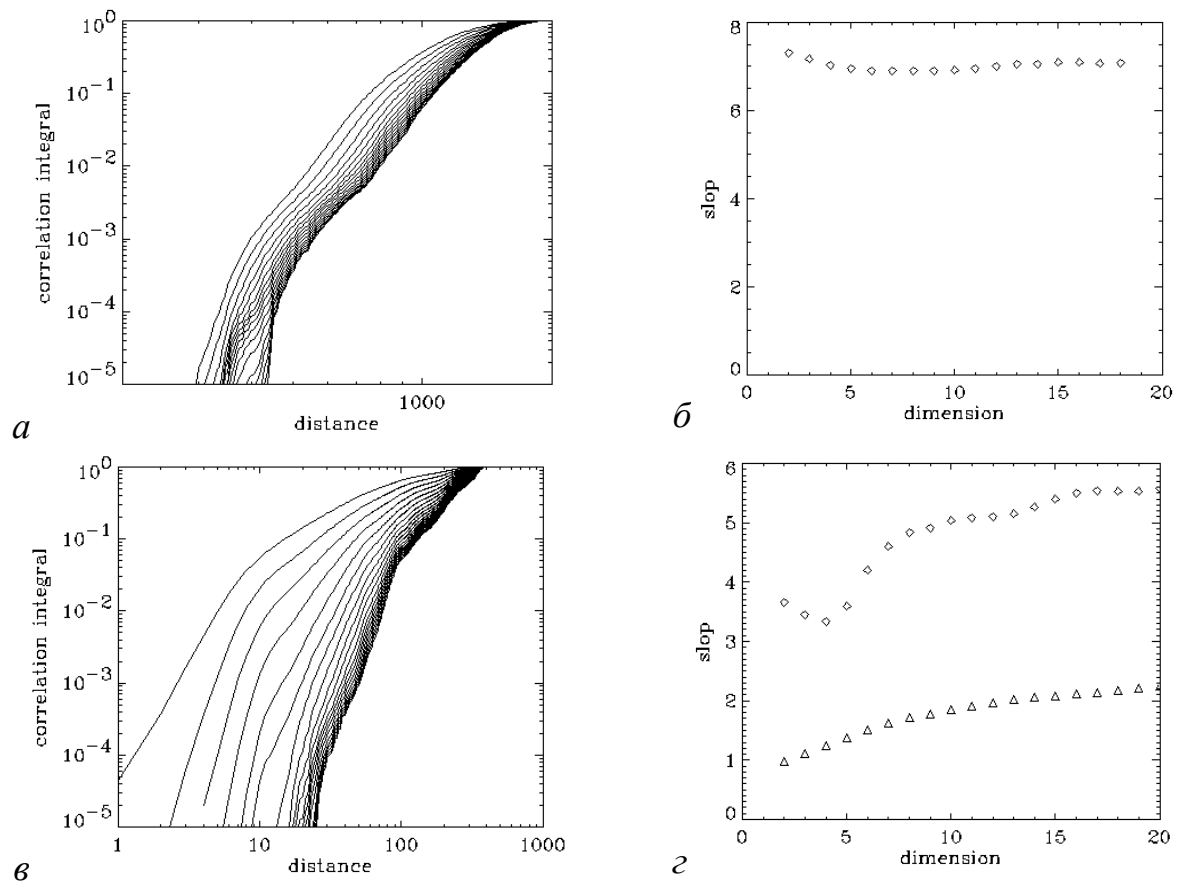 10^0
10^-1
10^-2
10^-3
10^-4
10^-5
correlation integral
1000
distance
а
8
6
4
2
0
slop
0 5 10 15 20
dimension
б
10^0
10^-1
10^-2
10^-3
10^-4
10^-5
correlation integral
1 10 100 1000
distance
в
6
5
4
3
2
1
0
slop
0 5 10 15 20
dimension
г